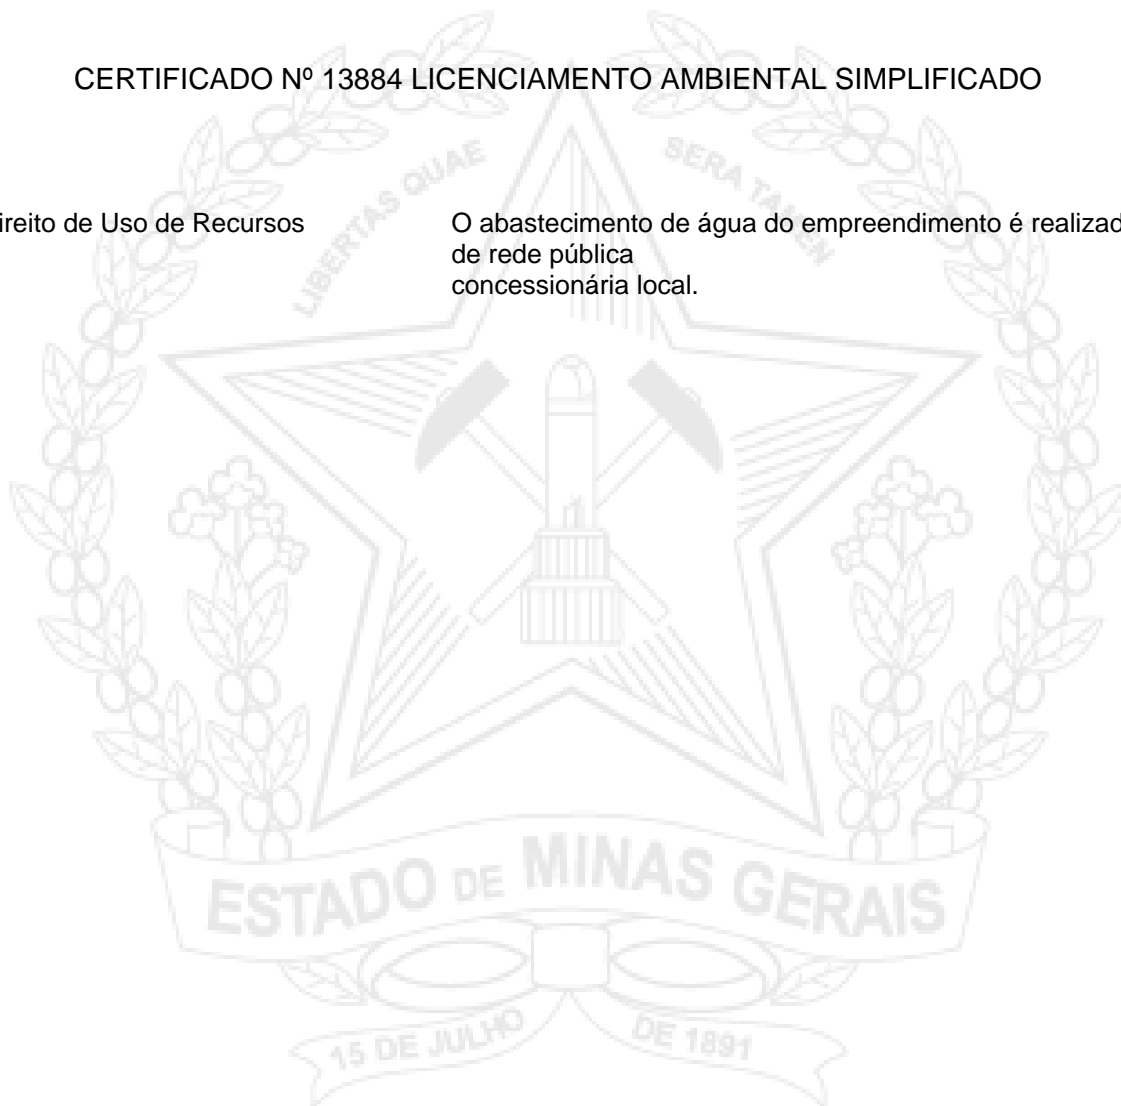 CERTIFICADO Nº 13884 LICENCIAMENTO AMBIENTAL SIMPLIFICADO
LIBERTAS QUAE SERA TAMEN
ireito de Uso de Recursos
O abastecimento de água do empreendimento é realizad
de rede pública
concessionária local.
ESTADO DE MINAS GERAIS
15 DE JULHO DE 1891